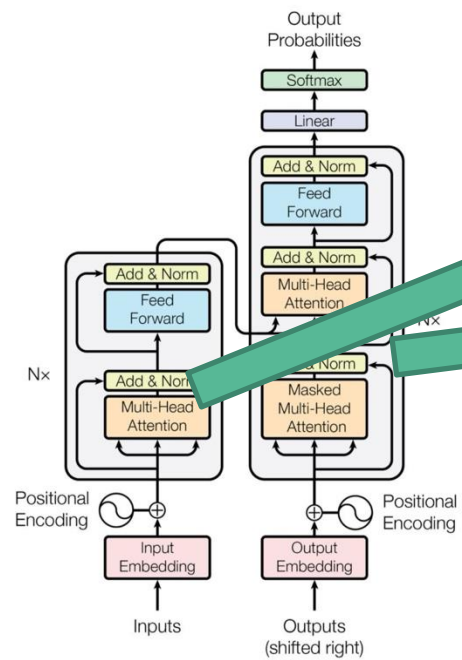 Output
Probabilities
Softmax
Linear
Add & Norm
Feed
Forward
Add & Norm
Multi-Head
Attention
Add & Norm
Feed
Forward
N×
Add & Norm
Masked
Multi-Head
Attention
N×
Add & Norm
Multi-Head
Attention
Positional
Encoding
Positional
Encoding
Input
Embedding
Output
Embedding
Inputs
Outputs
(shifted right)